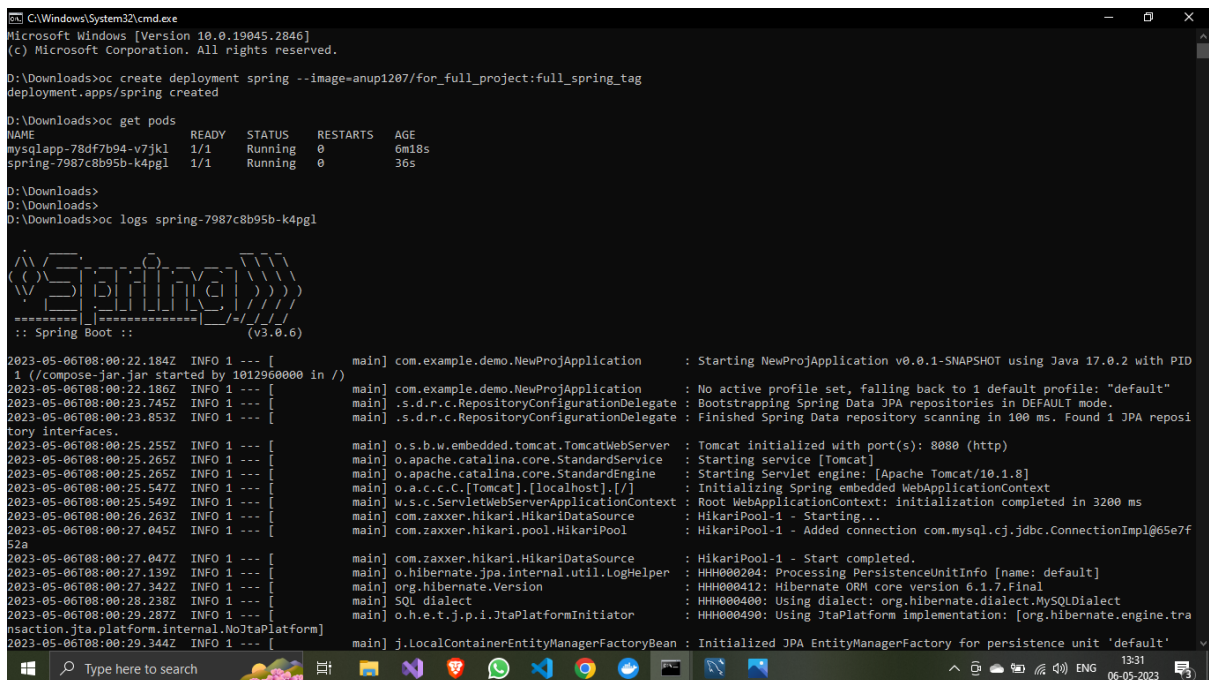 C:\Windows\System32\cmd.exe
Microsoft Windows [Version 10.0.19045.2846]
(c) Microsoft Corporation. All rights reserved.
D:\Downloads>oc create deployment spring --image=anup1207/for_full_project:full_spring_tag
deployment.apps/spring created
D:\Downloads>oc get pods
NAME                      READY   STATUS    RESTARTS   AGE
mysqlapp-78df7b94-v7jkl   1/1     Running   0          6m18s
spring-7987c8b95b-k4pgl   1/1     Running   0          36s
D:\Downloads>
D:\Downloads>
D:\Downloads>oc logs spring-7987c8b95b-k4pgl
Spring
:: Spring Boot ::                (v3.0.6)
2023-05-06T08:00:22.184Z  INFO 1 --- [           main] com.example.demo.NewProjApplication      : Starting NewProjApplication v0.0.1-SNAPSHOT using Java 17.0.2 with PID
1 (/compose-jar.jar started by 1012960000 in /)
2023-05-06T08:00:22.186Z  INFO 1 --- [           main] com.example.demo.NewProjApplication      : No active profile set, falling back to 1 default profile: "default"
2023-05-06T08:00:23.745Z  INFO 1 --- [           main] .s.d.r.c.RepositoryConfigurationDelegate : Bootstrapping Spring Data JPA repositories in DEFAULT mode.
2023-05-06T08:00:23.853Z  INFO 1 --- [           main] .s.d.r.c.RepositoryConfigurationDelegate : Finished Spring Data repository scanning in 100 ms. Found 1 JPA reposi
tory interfaces.
2023-05-06T08:00:25.255Z  INFO 1 --- [           main] o.s.b.w.embedded.tomcat.TomcatWebServer  : Tomcat initialized with port(s): 8080 (http)
2023-05-06T08:00:25.265Z  INFO 1 --- [           main] o.apache.catalina.core.StandardService   : Starting service [Tomcat]
2023-05-06T08:00:25.265Z  INFO 1 --- [           main] o.apache.catalina.core.StandardEngine    : Starting Servlet engine: [Apache Tomcat/10.1.8]
2023-05-06T08:00:25.547Z  INFO 1 --- [           main] o.a.c.c.C.[Tomcat].[localhost].[/]       : Initializing Spring embedded WebApplicationContext
2023-05-06T08:00:25.549Z  INFO 1 --- [           main] w.s.c.ServletWebServerApplicationContext : Root WebApplicationContext: initialization completed in 3200 ms
2023-05-06T08:00:26.263Z  INFO 1 --- [           main] com.zaxxer.hikari.HikariDataSource       : HikariPool-1 - Starting...
2023-05-06T08:00:27.045Z  INFO 1 --- [           main] com.zaxxer.hikari.pool.HikariPool        : HikariPool-1 - Added connection com.mysql.cj.jdbc.ConnectionImpl@65e7f
52a
2023-05-06T08:00:27.047Z  INFO 1 --- [           main] com.zaxxer.hikari.HikariDataSource       : HikariPool-1 - Start completed.
2023-05-06T08:00:27.139Z  INFO 1 --- [           main] o.hibernate.jpa.internal.util.LogHelper  : HHH000204: Processing PersistenceUnitInfo [name: default]
2023-05-06T08:00:27.342Z  INFO 1 --- [           main] org.hibernate.Version                    : HHH000412: Hibernate ORM core version 6.1.7.Final
2023-05-06T08:00:28.238Z  INFO 1 --- [           main] SQL dialect                              : HHH000400: Using dialect: org.hibernate.dialect.MySQLDialect
2023-05-06T08:00:29.287Z  INFO 1 --- [           main] o.h.e.t.j.p.i.JtaPlatformInitiator       : HHH000490: Using JtaPlatform implementation: [org.hibernate.engine.tra
nsaction.jta.platform.internal.NoJtaPlatform]
2023-05-06T08:00:29.344Z  INFO 1 --- [           main] j.LocalContainerEntityManagerFactoryBean : Initialized JPA EntityManagerFactory for persistence unit 'default'
Type here to search
ENG
13:31
06-05-2023
3